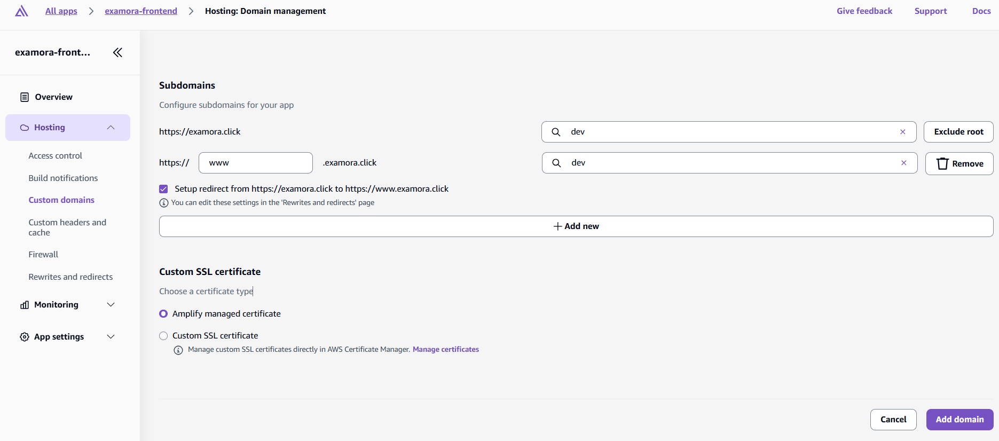 All apps > examora-frontend > Hosting: Domain management Give feedback Support Docs
examora-front...
Overview
Hosting
Access control
Build notifications
Custom domains
Custom headers and
cache
Firewall
Rewrites and redirects
Monitoring
App settings
Subdomains
Configure subdomains for your app
https://examora.click dev Exclude root
https:// www .examora.click dev Remove
Setup redirect from https://examora.click to https://www.examora.click
You can edit these settings in the 'Rewrites and redirects' page
Add new
Custom SSL certificate
Choose a certificate type
Amplify managed certificate
Custom SSL certificate
Manage custom SSL certificates directly in AWS Certificate Manager. Manage certificates
Cancel Add domain